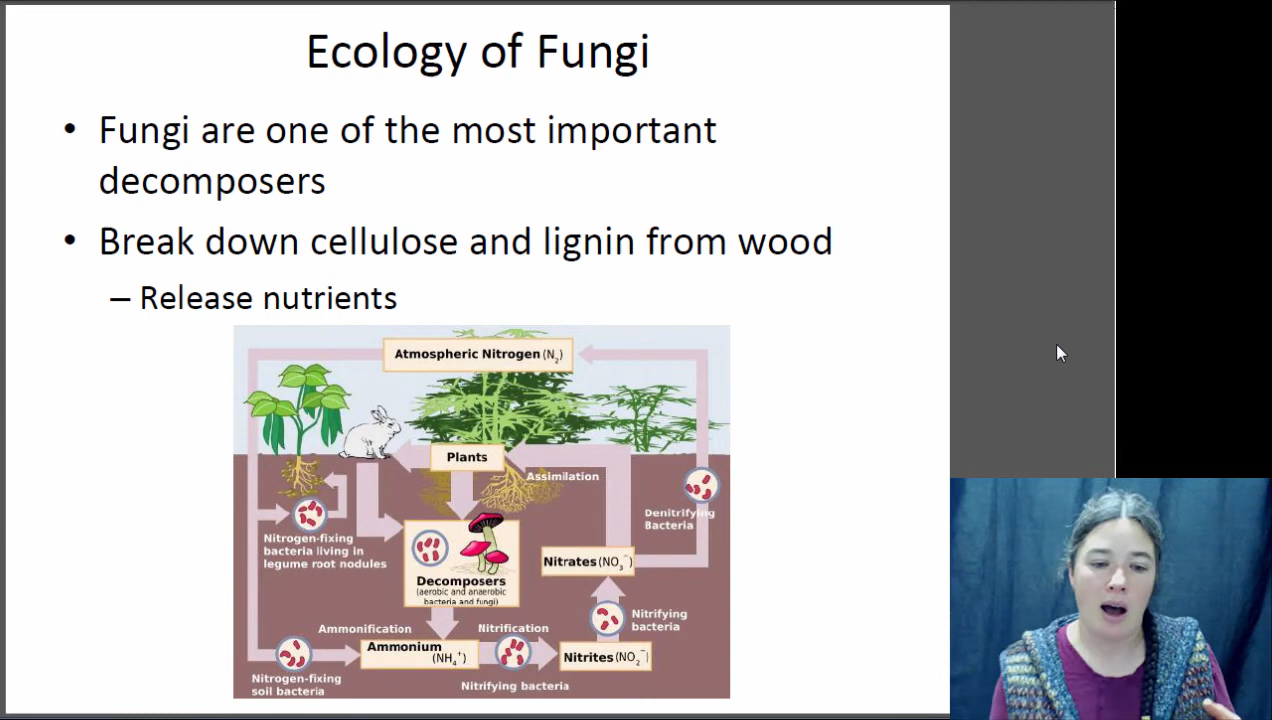 Ecology of Fungi
• Fungi are one of the most important
decomposers
• Break down cellulose and lignin from wood
– Release nutrients
Atmospheric Nitrogen (N₂)
Plants
Assimilation
Denitrifying
Bacteria
Nitrogen-fixing
bacteria living in
legume root nodules
Nitrates (NO₃⁻)
Decomposers
(aerobic and anaerobic
bacteria and fungi)
Nitrifying
bacteria
Ammonification
Nitrification
Ammonium
(NH₄⁺)
Nitrites (NO₂⁻)
Nitrogen-fixing
soil bacteria
Nitrifying bacteria